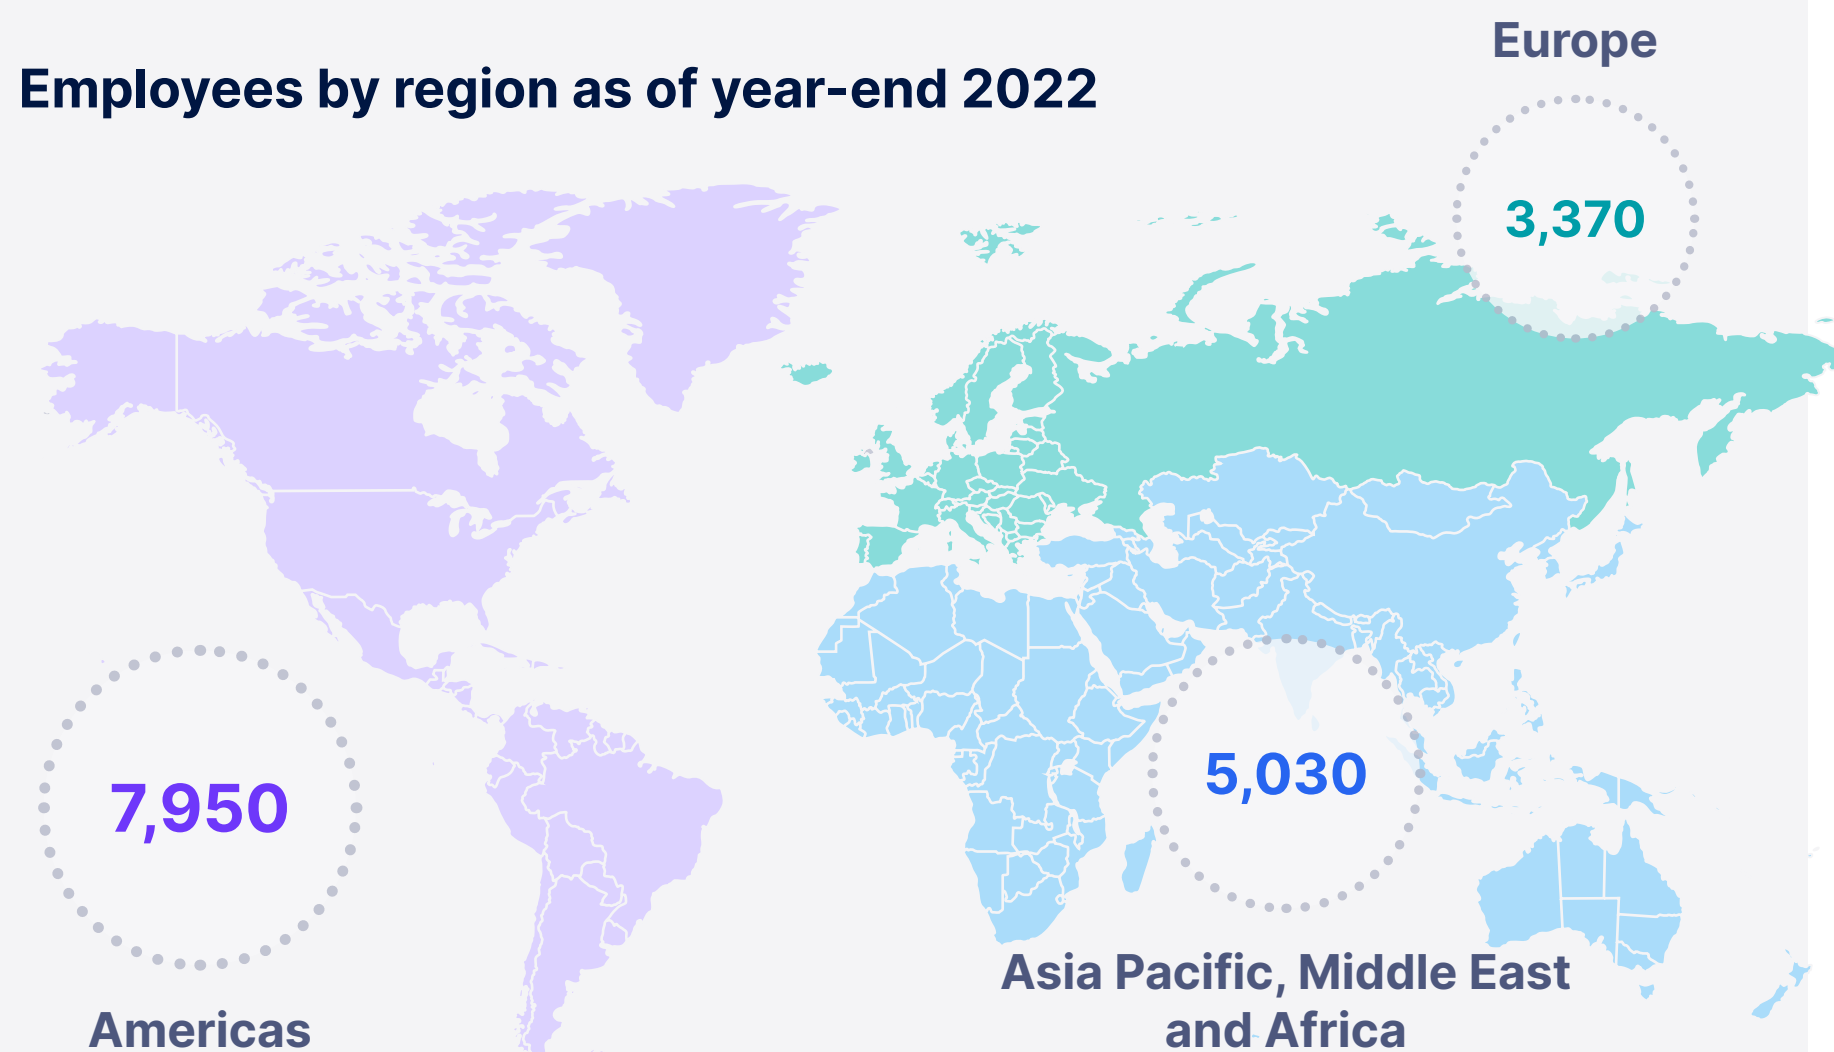 Employees by region as of year-end 2022
Europe
3,370
7,950
Americas
5,030
Asia Pacific, Middle East
and Africa